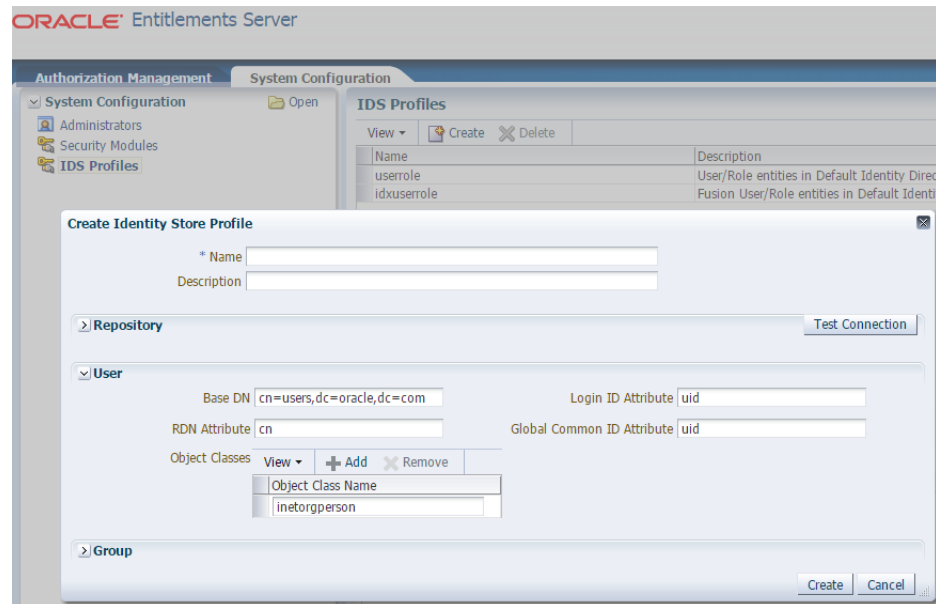 ORACLE® Entitlements Server
Authorization Management System Configuration
System Configuration Open
Administrators
Security Modules
IDS Profiles
IDS Profiles
View Create Delete
Name Description
userrole User/Role entities in Default Identity Direc
idxuserrole Fusion User/Role entities in Default Identi
Create Identity Store Profile
* Name
Description
Repository Test Connection
User
Base DN cn=users,dc=oracle,dc=com Login ID Attribute uid
RDN Attribute cn Global Common ID Attribute uid
Object Classes View Add Remove
Object Class Name
inetorgperson
Group
Create Cancel